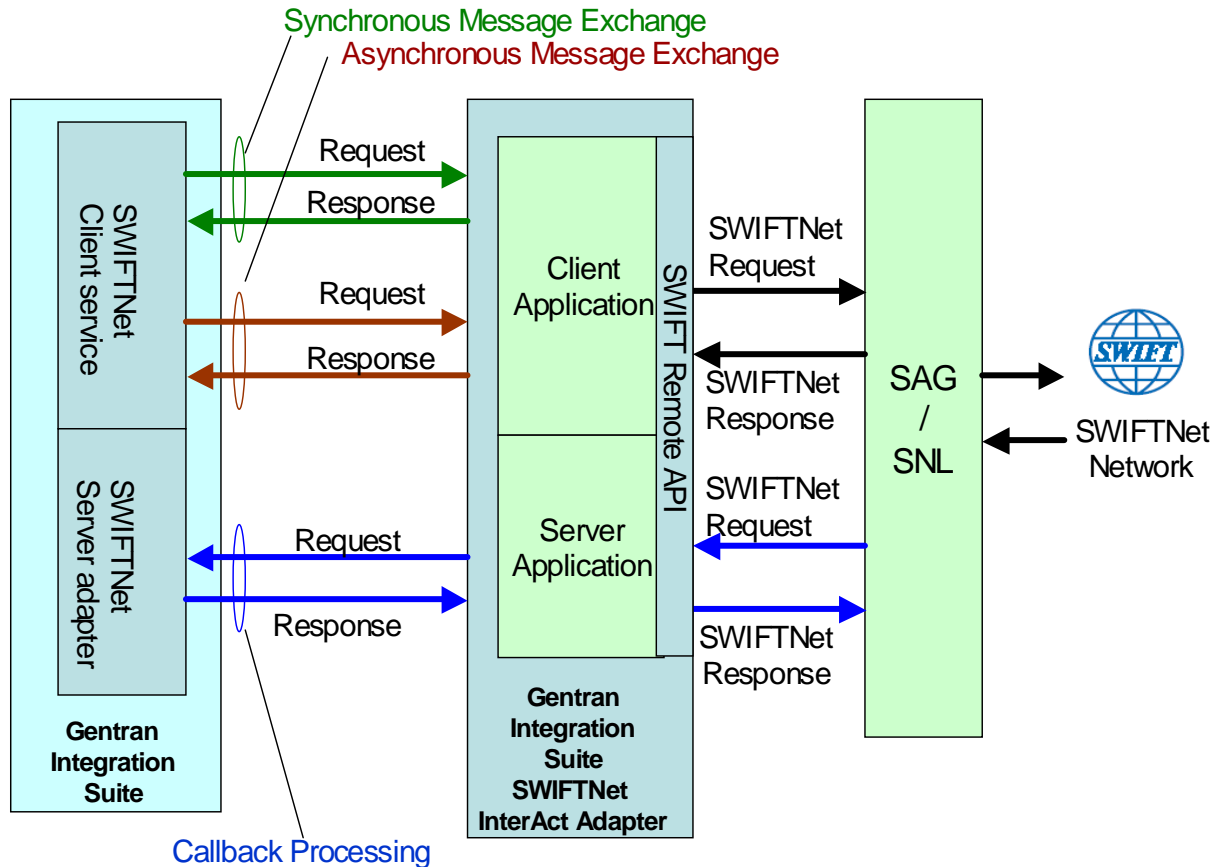 Synchronous Message Exchange
Asynchronous Message Exchange
SWIFTNet
Client service
SWIFTNet
Server adapter
Gentran
Integration
Suite
Request
Response
Request
Response
Request
Response
Callback Processing
Client
Application
Server
Application
SWIFT Remote API
Gentran
Integration
Suite
SWIFTNet
InterAct Adapter
SWIFTNet
Request
SWIFTNet
Response
SWIFTNet
Request
SWIFTNet
Response
SAG
/
SNL
SWIFT
SWIFTNet
Network